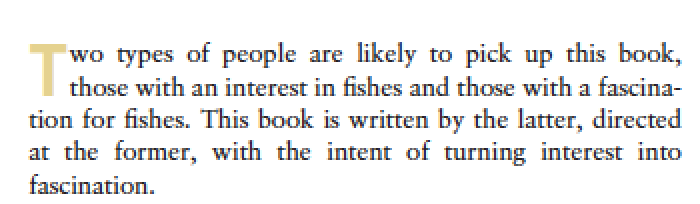 Two types of people are likely to pick up this book,
those with an interest in fishes and those with a fascina-
tion for fishes. This book is written by the latter, directed
at the former, with the intent of turning interest into
fascination.